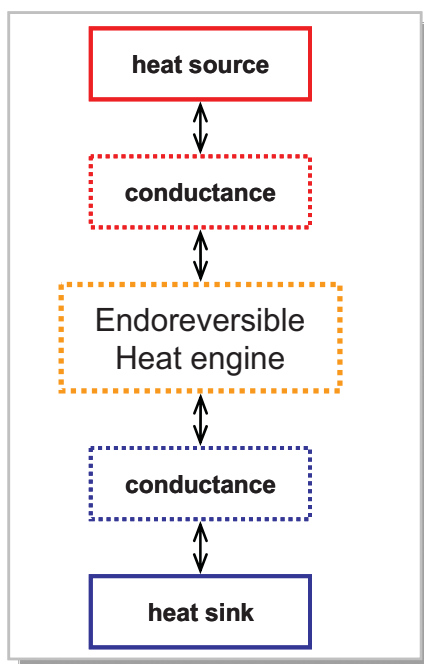 heat source
conductance
Endoreversible
Heat engine
conductance
heat sink